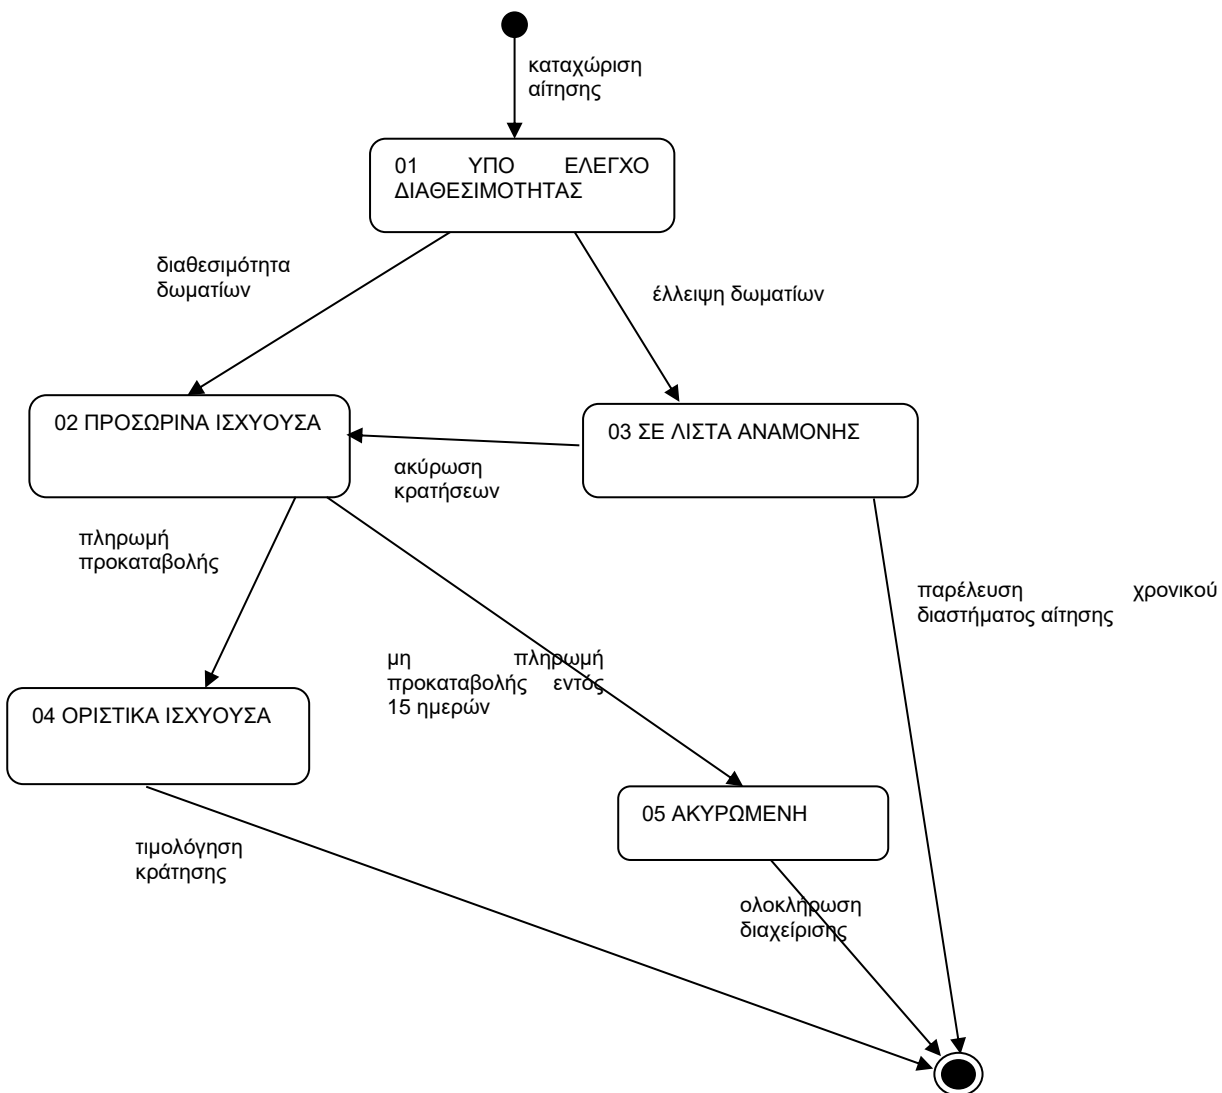 καταχώριση
αίτησης
01 ΥΠΟ ΕΛΕΓΧΟ
ΔΙΑΘΕΣΙΜΟΤΗΤΑΣ
διαθεσιμότητα
δωματίων
έλλειψη δωματίων
02 ΠΡΟΣΩΡΙΝΑ ΙΣΧΥΟΥΣΑ
03 ΣΕ ΛΙΣΤΑ ΑΝΑΜΟΝΗΣ
ακύρωση
κρατήσεων
πληρωμή
προκαταβολής
παρέλευση χρονικού
διαστήματος αίτησης
μη πληρωμή
προκαταβολής εντός
15 ημερών
04 ΟΡΙΣΤΙΚΑ ΙΣΧΥΟΥΣΑ
05 ΑΚΥΡΩΜΕΝΗ
τιμολόγηση
κράτησης
ολοκλήρωση
διαχείρισης